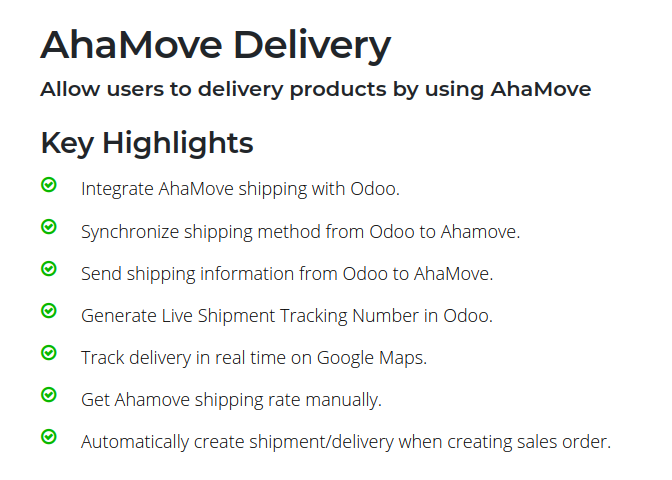 AhaMove Delivery
Allow users to delivery products by using AhaMove
Key Highlights
Integrate AhaMove shipping with Odoo.
Synchronize shipping method from Odoo to Ahamove.
Send shipping information from Odoo to AhaMove.
Generate Live Shipment Tracking Number in Odoo.
Track delivery in real time on Google Maps.
Get Ahamove shipping rate manually.
Automatically create shipment/delivery when creating sales order.